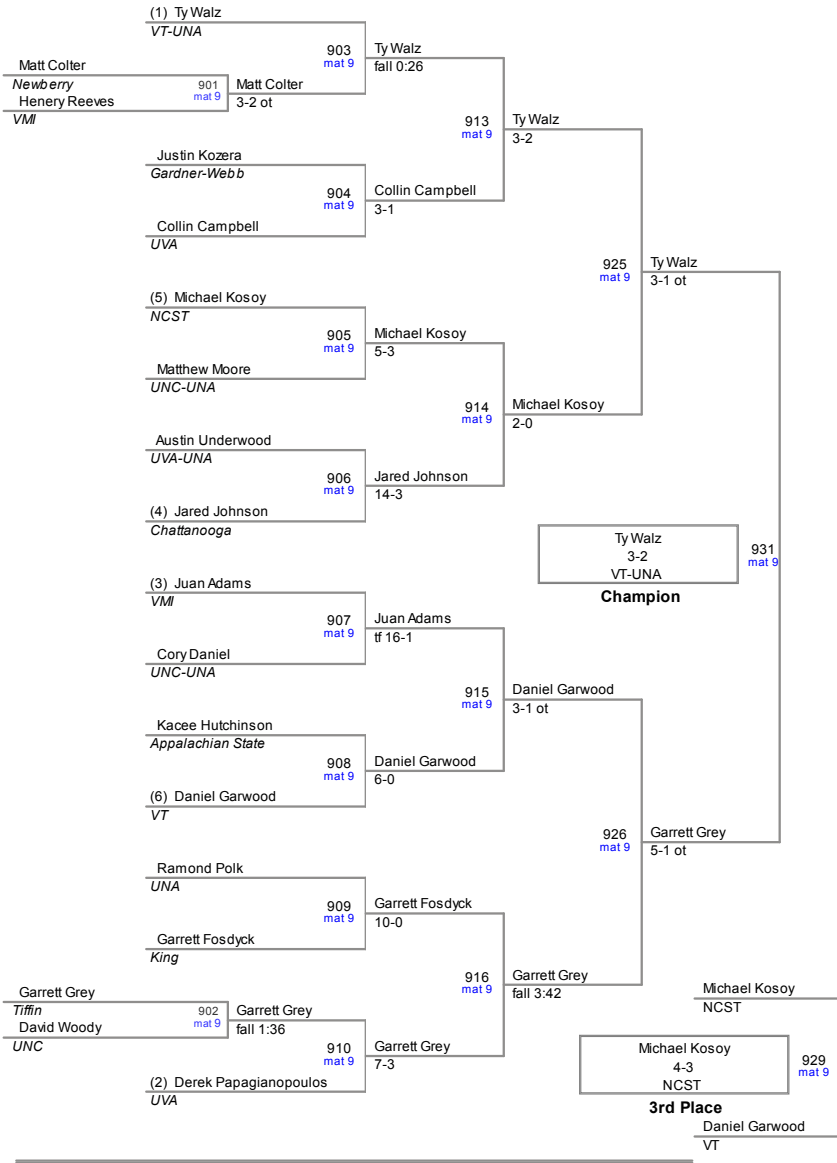 (1) Ty Walz
VT-UNA
903
mat 9
Ty Walz
fall 0:26
Matt Colter
Newberry
901
mat 9
Matt Colter
3-2 ot
Henery Reeves
VMI
913
mat 9
Ty Walz
3-2
Justin Kozera
Gardner-Webb
904
mat 9
Collin Campbell
3-1
Collin Campbell
UVA
925
mat 9
Ty Walz
3-1 ot
(5) Michael Kosoy
NCST
905
mat 9
Michael Kosoy
5-3
Matthew Moore
UNC-UNA
914
mat 9
Michael Kosoy
2-0
Austin Underwood
UVA-UNA
906
mat 9
Jared Johnson
14-3
(4) Jared Johnson
Chattanooga
Ty Walz
3-2
VT-UNA
931
mat 9
Champion
(3) Juan Adams
VMI
907
mat 9
Juan Adams
tf 16-1
Cory Daniel
UNC-UNA
915
mat 9
Daniel Garwood
3-1 ot
Kacee Hutchinson
Appalachian State
908
mat 9
Daniel Garwood
6-0
(6) Daniel Garwood
VT
926
mat 9
Garrett Grey
5-1 ot
Ramond Polk
UNA
909
mat 9
Garrett Fosdyck
10-0
Garrett Fosdyck
King
916
mat 9
Garrett Grey
fall 3:42
Garrett Grey
Tiffin
902
mat 9
Garrett Grey
fall 1:36
David Woody
UNC
910
mat 9
Garrett Grey
7-3
(2) Derek Papagianopoulos
UVA
Michael Kosoy
NCST
Michael Kosoy
4-3
NCST
929
mat 9
3rd Place
Daniel Garwood
VT